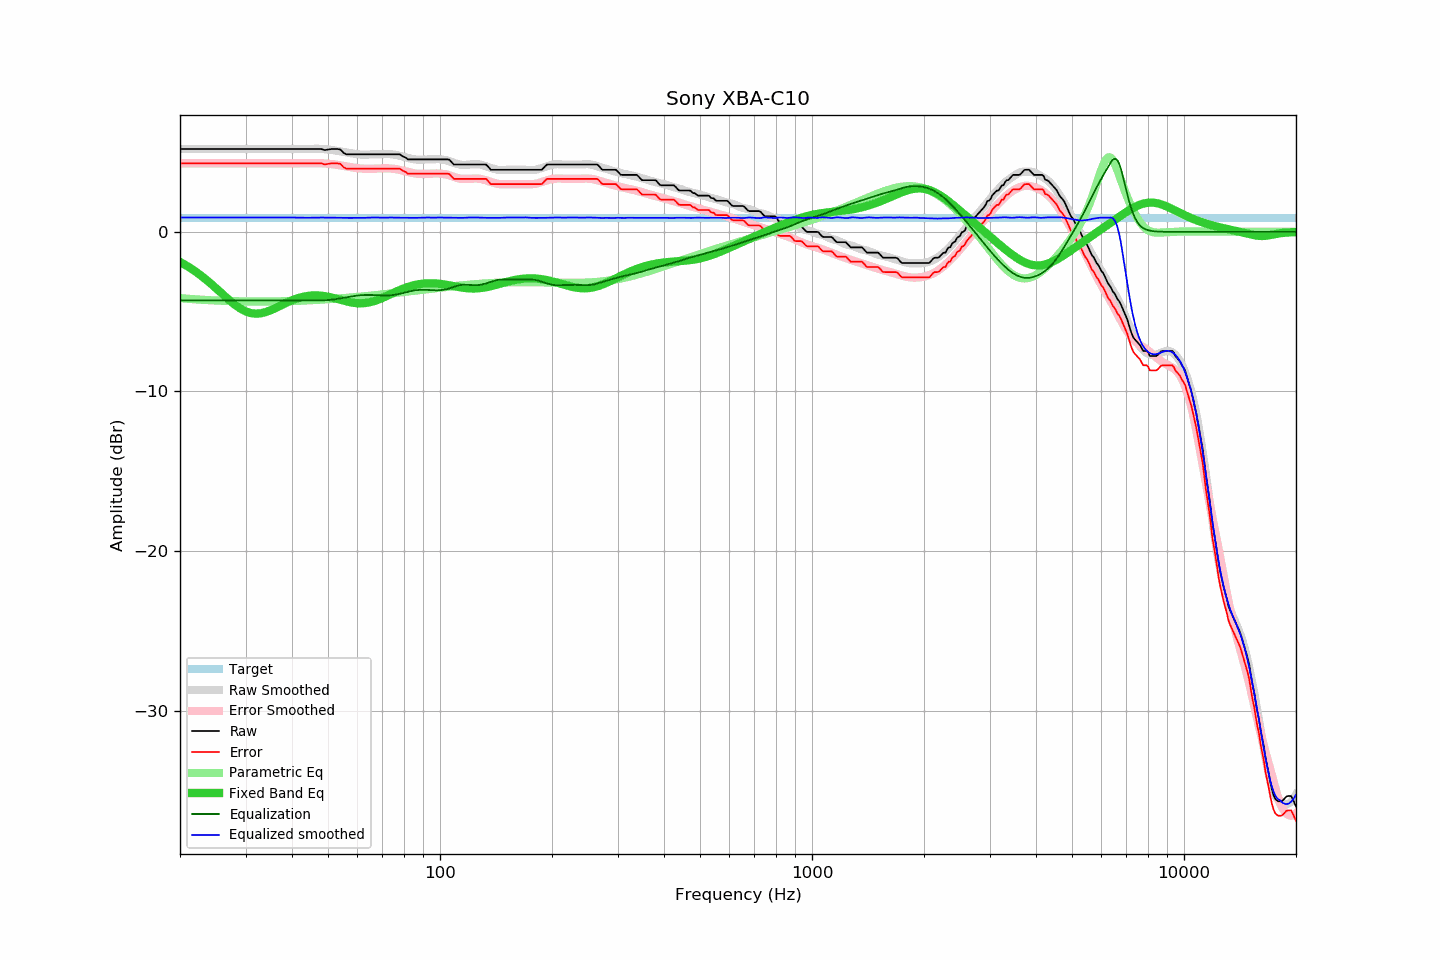 Sony XBA-C10
Amplitude (dBr)
0
−10
−20
−30
Target
Raw Smoothed
Error Smoothed
Raw
Error
Parametric Eq
Fixed Band Eq
Equalization
Equalized smoothed
100 1000 10000
Frequency (Hz)